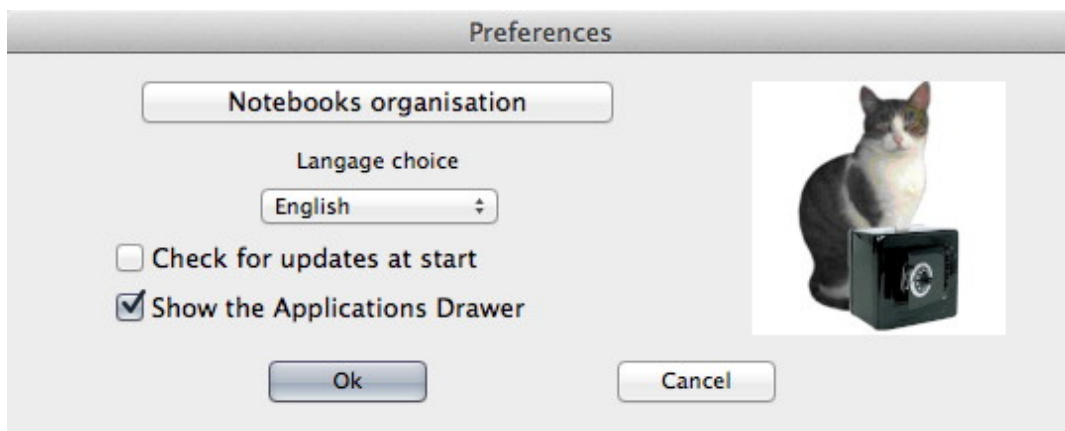 Preferences
Notebooks organisation
Langage choice
English
Check for updates at start
Show the Applications Drawer
Ok
Cancel